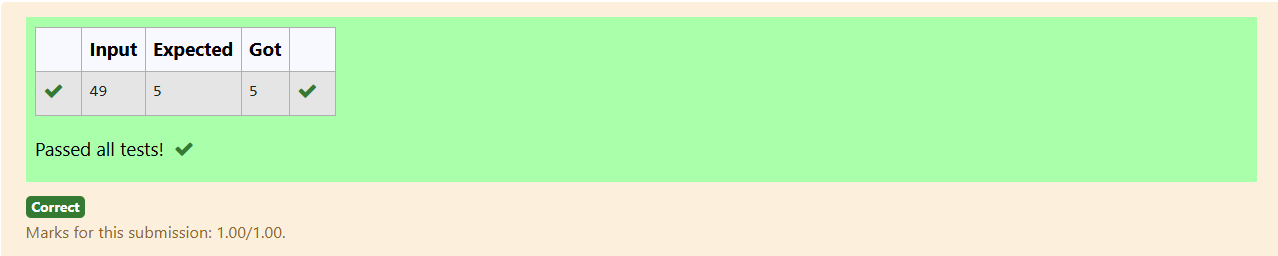 Input Expected Got
49 5 5
Passed all tests!
Correct
Marks for this submission: 1.00/1.00.